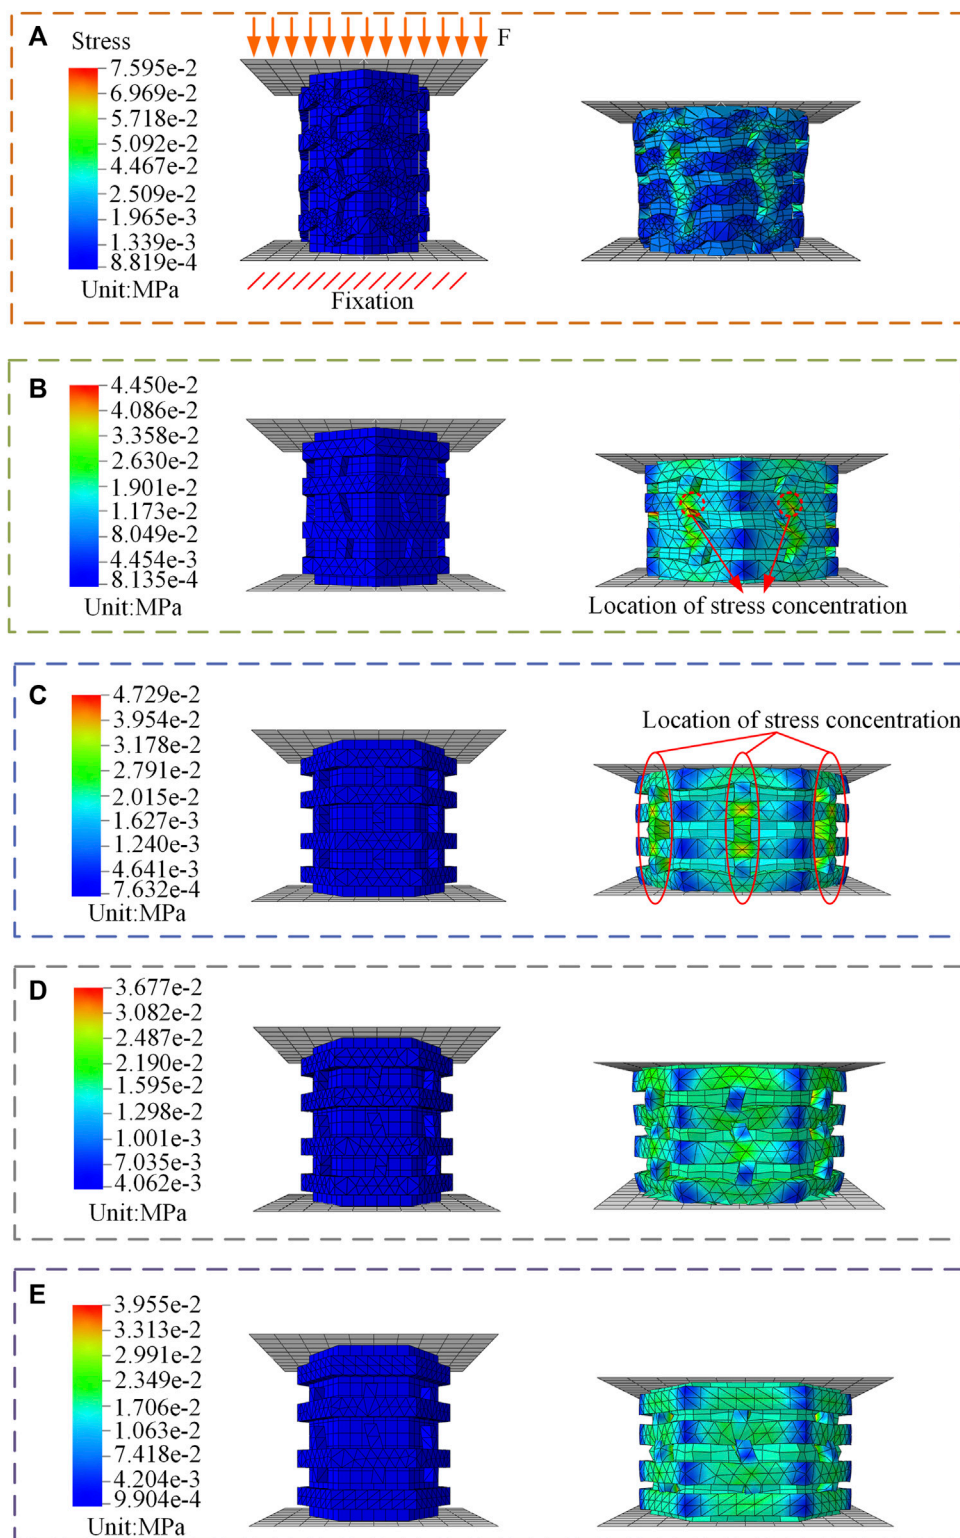 A
Stress
F
7.595e-2
6.969e-2
5.718e-2
5.092e-2
4.467e-2
2.509e-2
1.965e-3
1.339e-3
8.819e-4
Unit:MPa
Fixation
B
4.450e-2
4.086e-2
3.358e-2
2.630e-2
1.901e-2
1.173e-2
8.049e-2
4.454e-3
8.135e-4
Unit:MPa
Location of stress concentration
C
4.729e-2
3.954e-2
3.178e-2
2.791e-2
2.015e-2
1.627e-3
1.240e-3
4.641e-3
7.632e-4
Unit:MPa
Location of stress concentration
D
3.677e-2
3.082e-2
2.487e-2
2.190e-2
1.595e-2
1.298e-2
1.001e-3
7.035e-3
4.062e-3
Unit:MPa
E
3.955e-2
3.313e-2
2.991e-2
2.349e-2
1.706e-2
1.063e-2
7.418e-2
4.204e-3
9.904e-4
Unit:MPa